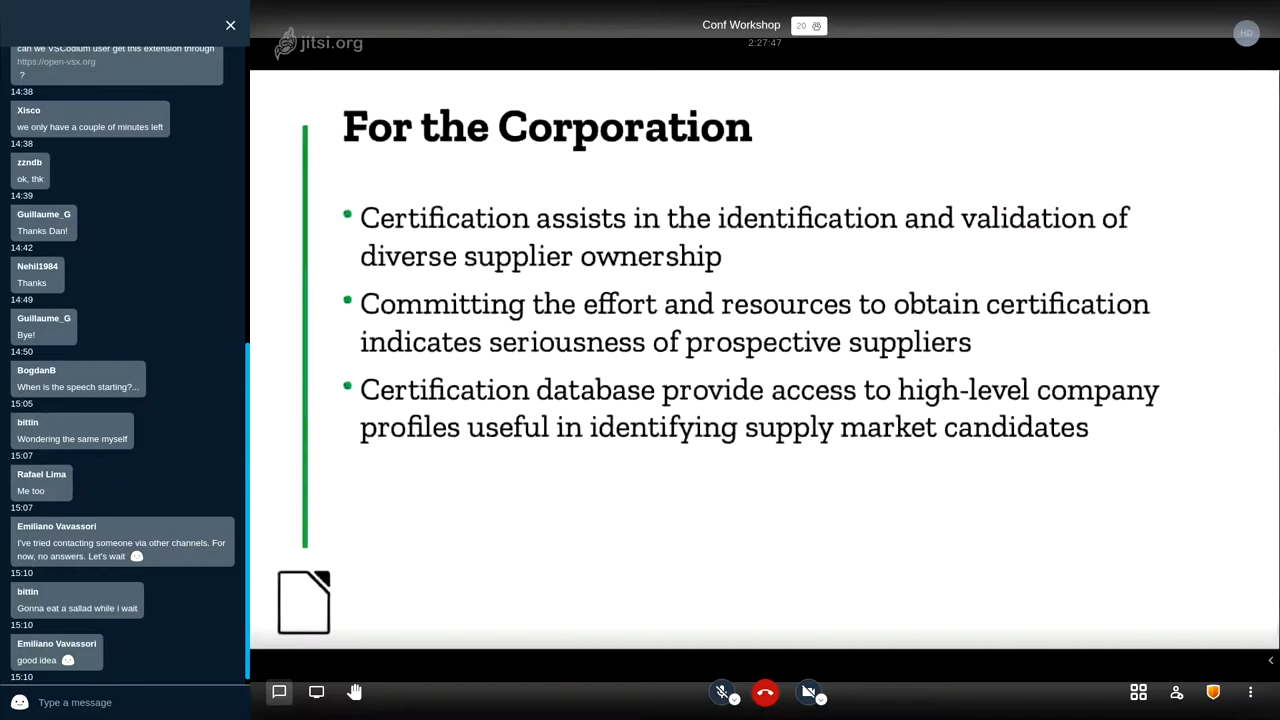 can we VSCodium user get this extension through
https://open-vsx.org
?
14:38
Xisco
we only have a couple of minutes left
14:38
zzndb
ok, thk
14:39
Guillaume_G
Thanks Dan!
14:42
Nehil1984
Thanks
14:49
Guillaume_G
Bye!
14:50
BogdanB
When is the speech starting?...
15:05
bittin
Wondering the same myself
15:07
Rafael Lima
Me too
15:07
Emiliano Vavassori
I've tried contacting someone via other channels. For
now, no answers. Let's wait
15:10
bittin
Gonna eat a sallad while i wait
15:10
Emiliano Vavassori
good idea
15:10
Type a message
jitsi.org
Conf Workshop 20
2:27:47
HD
For the Corporation
Certification assists in the identification and validation of
diverse supplier ownership
Committing the effort and resources to obtain certification
indicates seriousness of prospective suppliers
Certification database provide access to high-level company
profiles useful in identifying supply market candidates